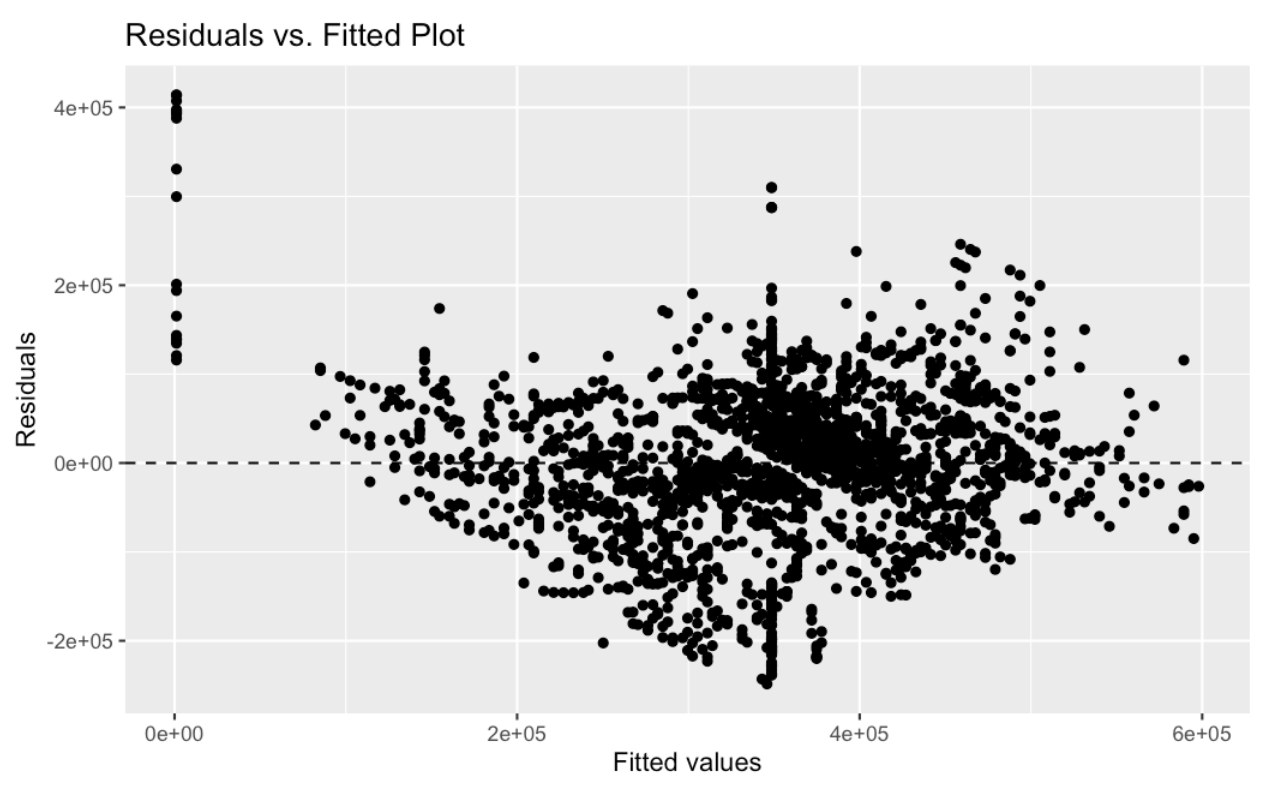 Residuals vs. Fitted Plot
4e+05
2e+05
0e+00
-2e+05
Residuals
0e+00 2e+05 4e+05 6e+05
Fitted values